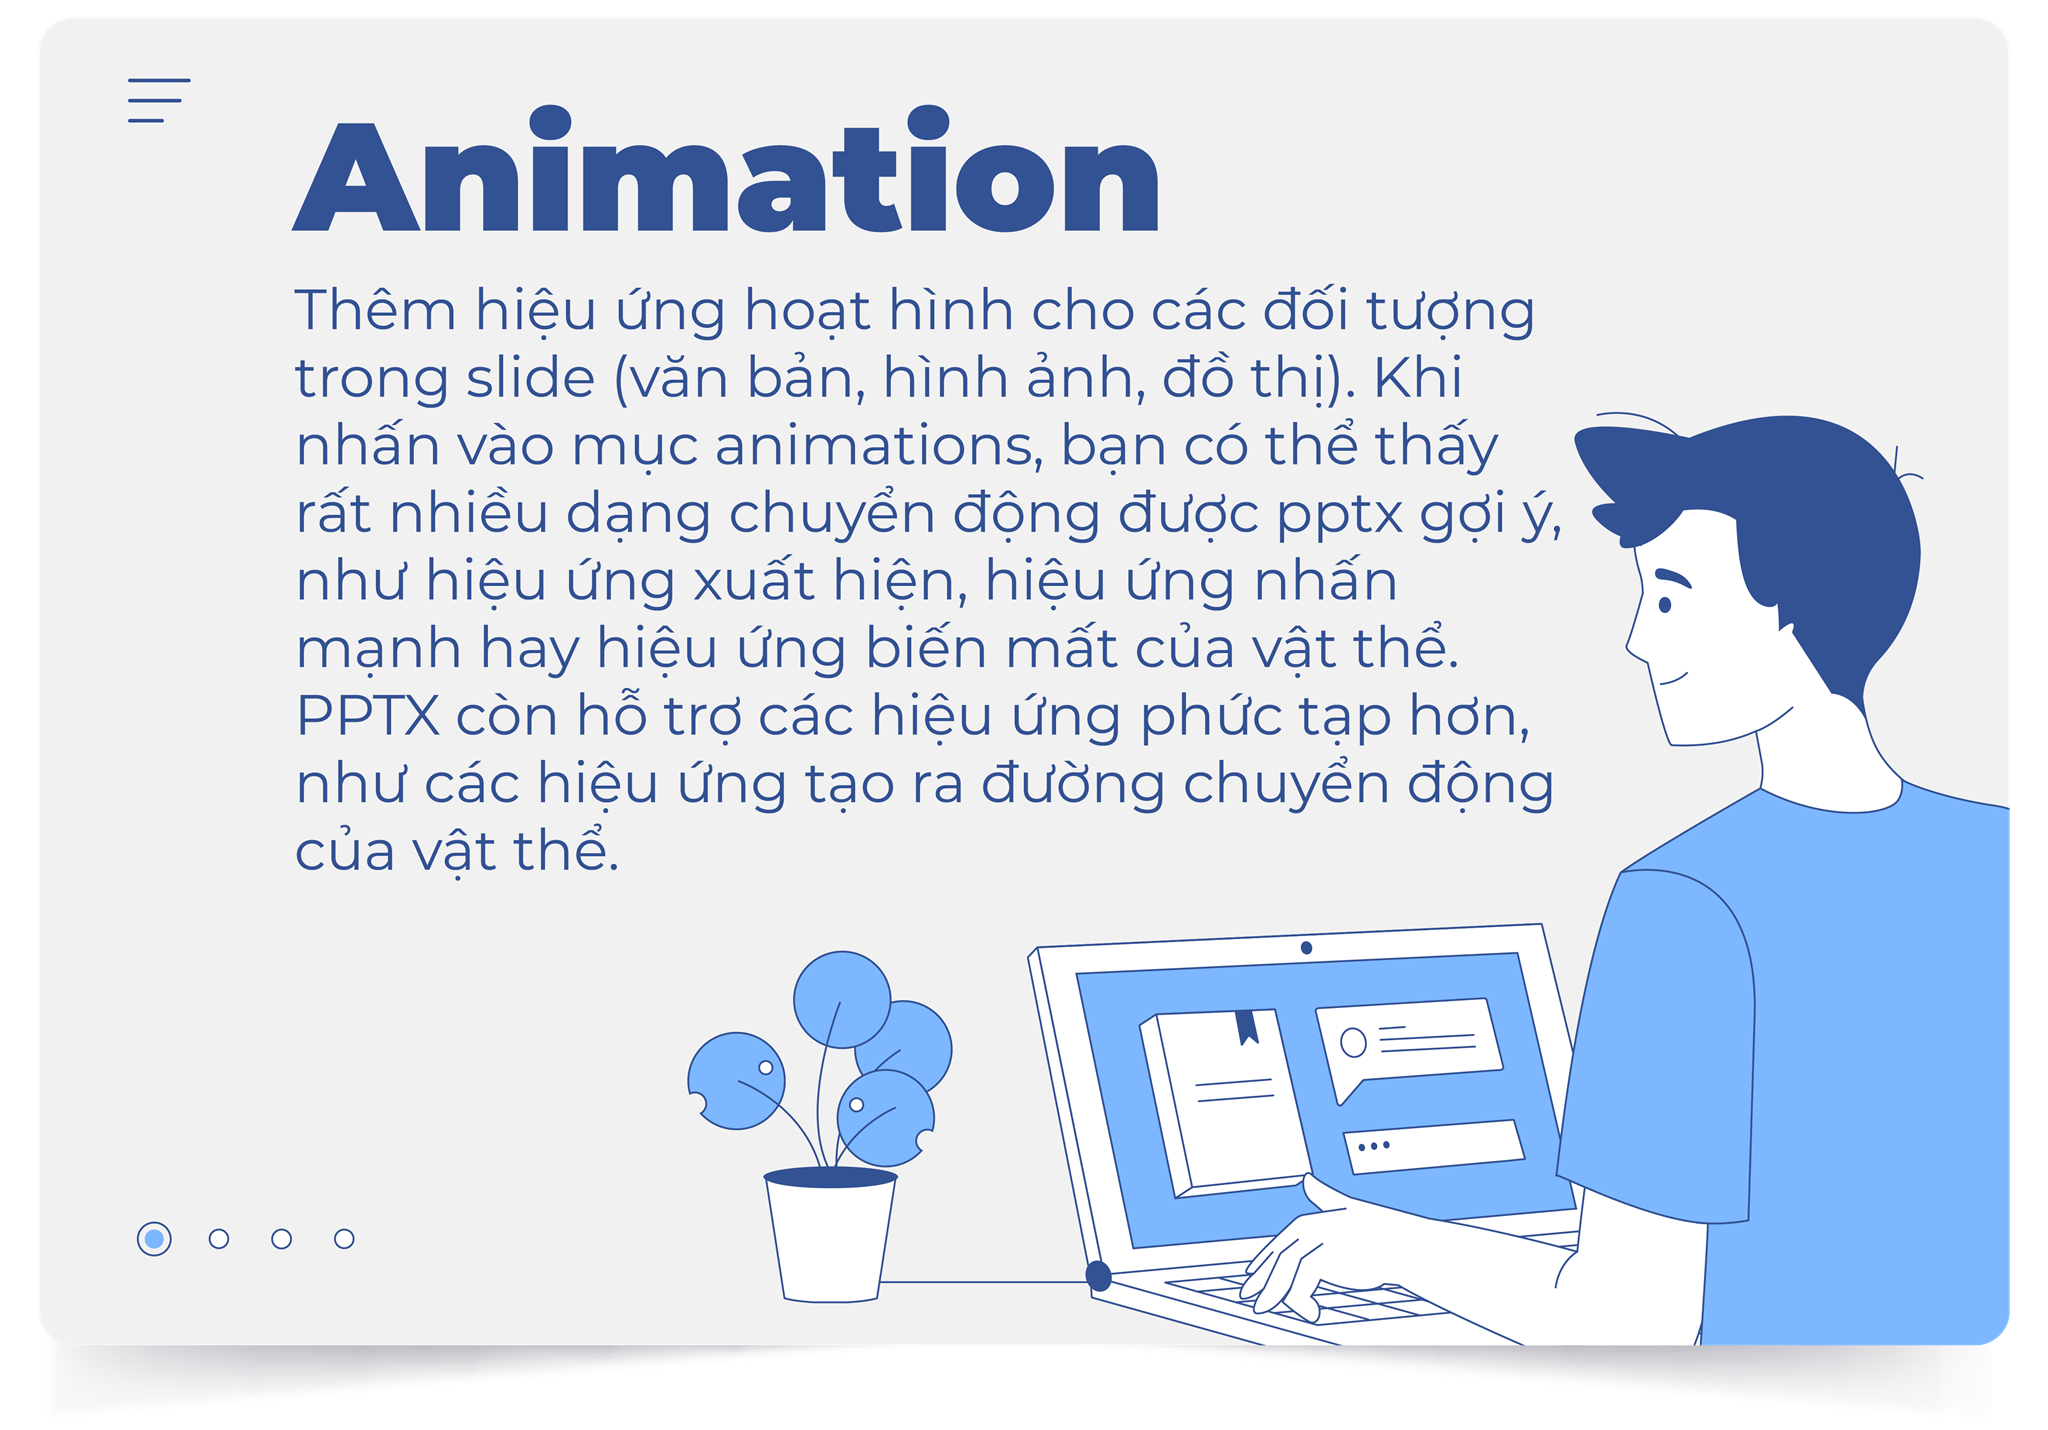 Animation
Thêm hiệu ứng hoạt hình cho các đối tượng
trong slide (văn bản, hình ảnh, đồ thị). Khi
nhấn vào mục animations, bạn có thể thấy
rất nhiều dạng chuyển động được pptx gợi ý,
như hiệu ứng xuất hiện, hiệu ứng nhấn
mạnh hay hiệu ứng biến mất của vật thể.
PPTX còn hỗ trợ các hiệu ứng phức tạp hơn,
như các hiệu ứng tạo ra đường chuyển động
của vật thể.